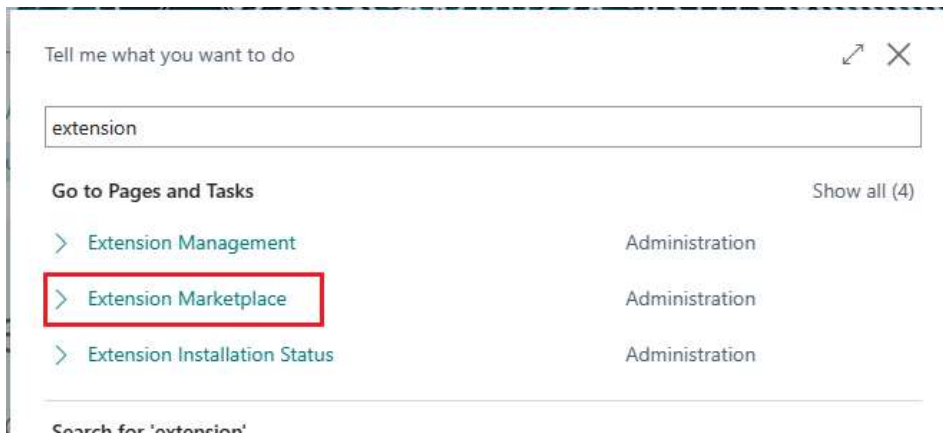 Tell me what you want to do
extension
Go to Pages and Tasks Show all (4)
Extension Management Administration
Extension Marketplace Administration
Extension Installation Status Administration
Search for 'extension'